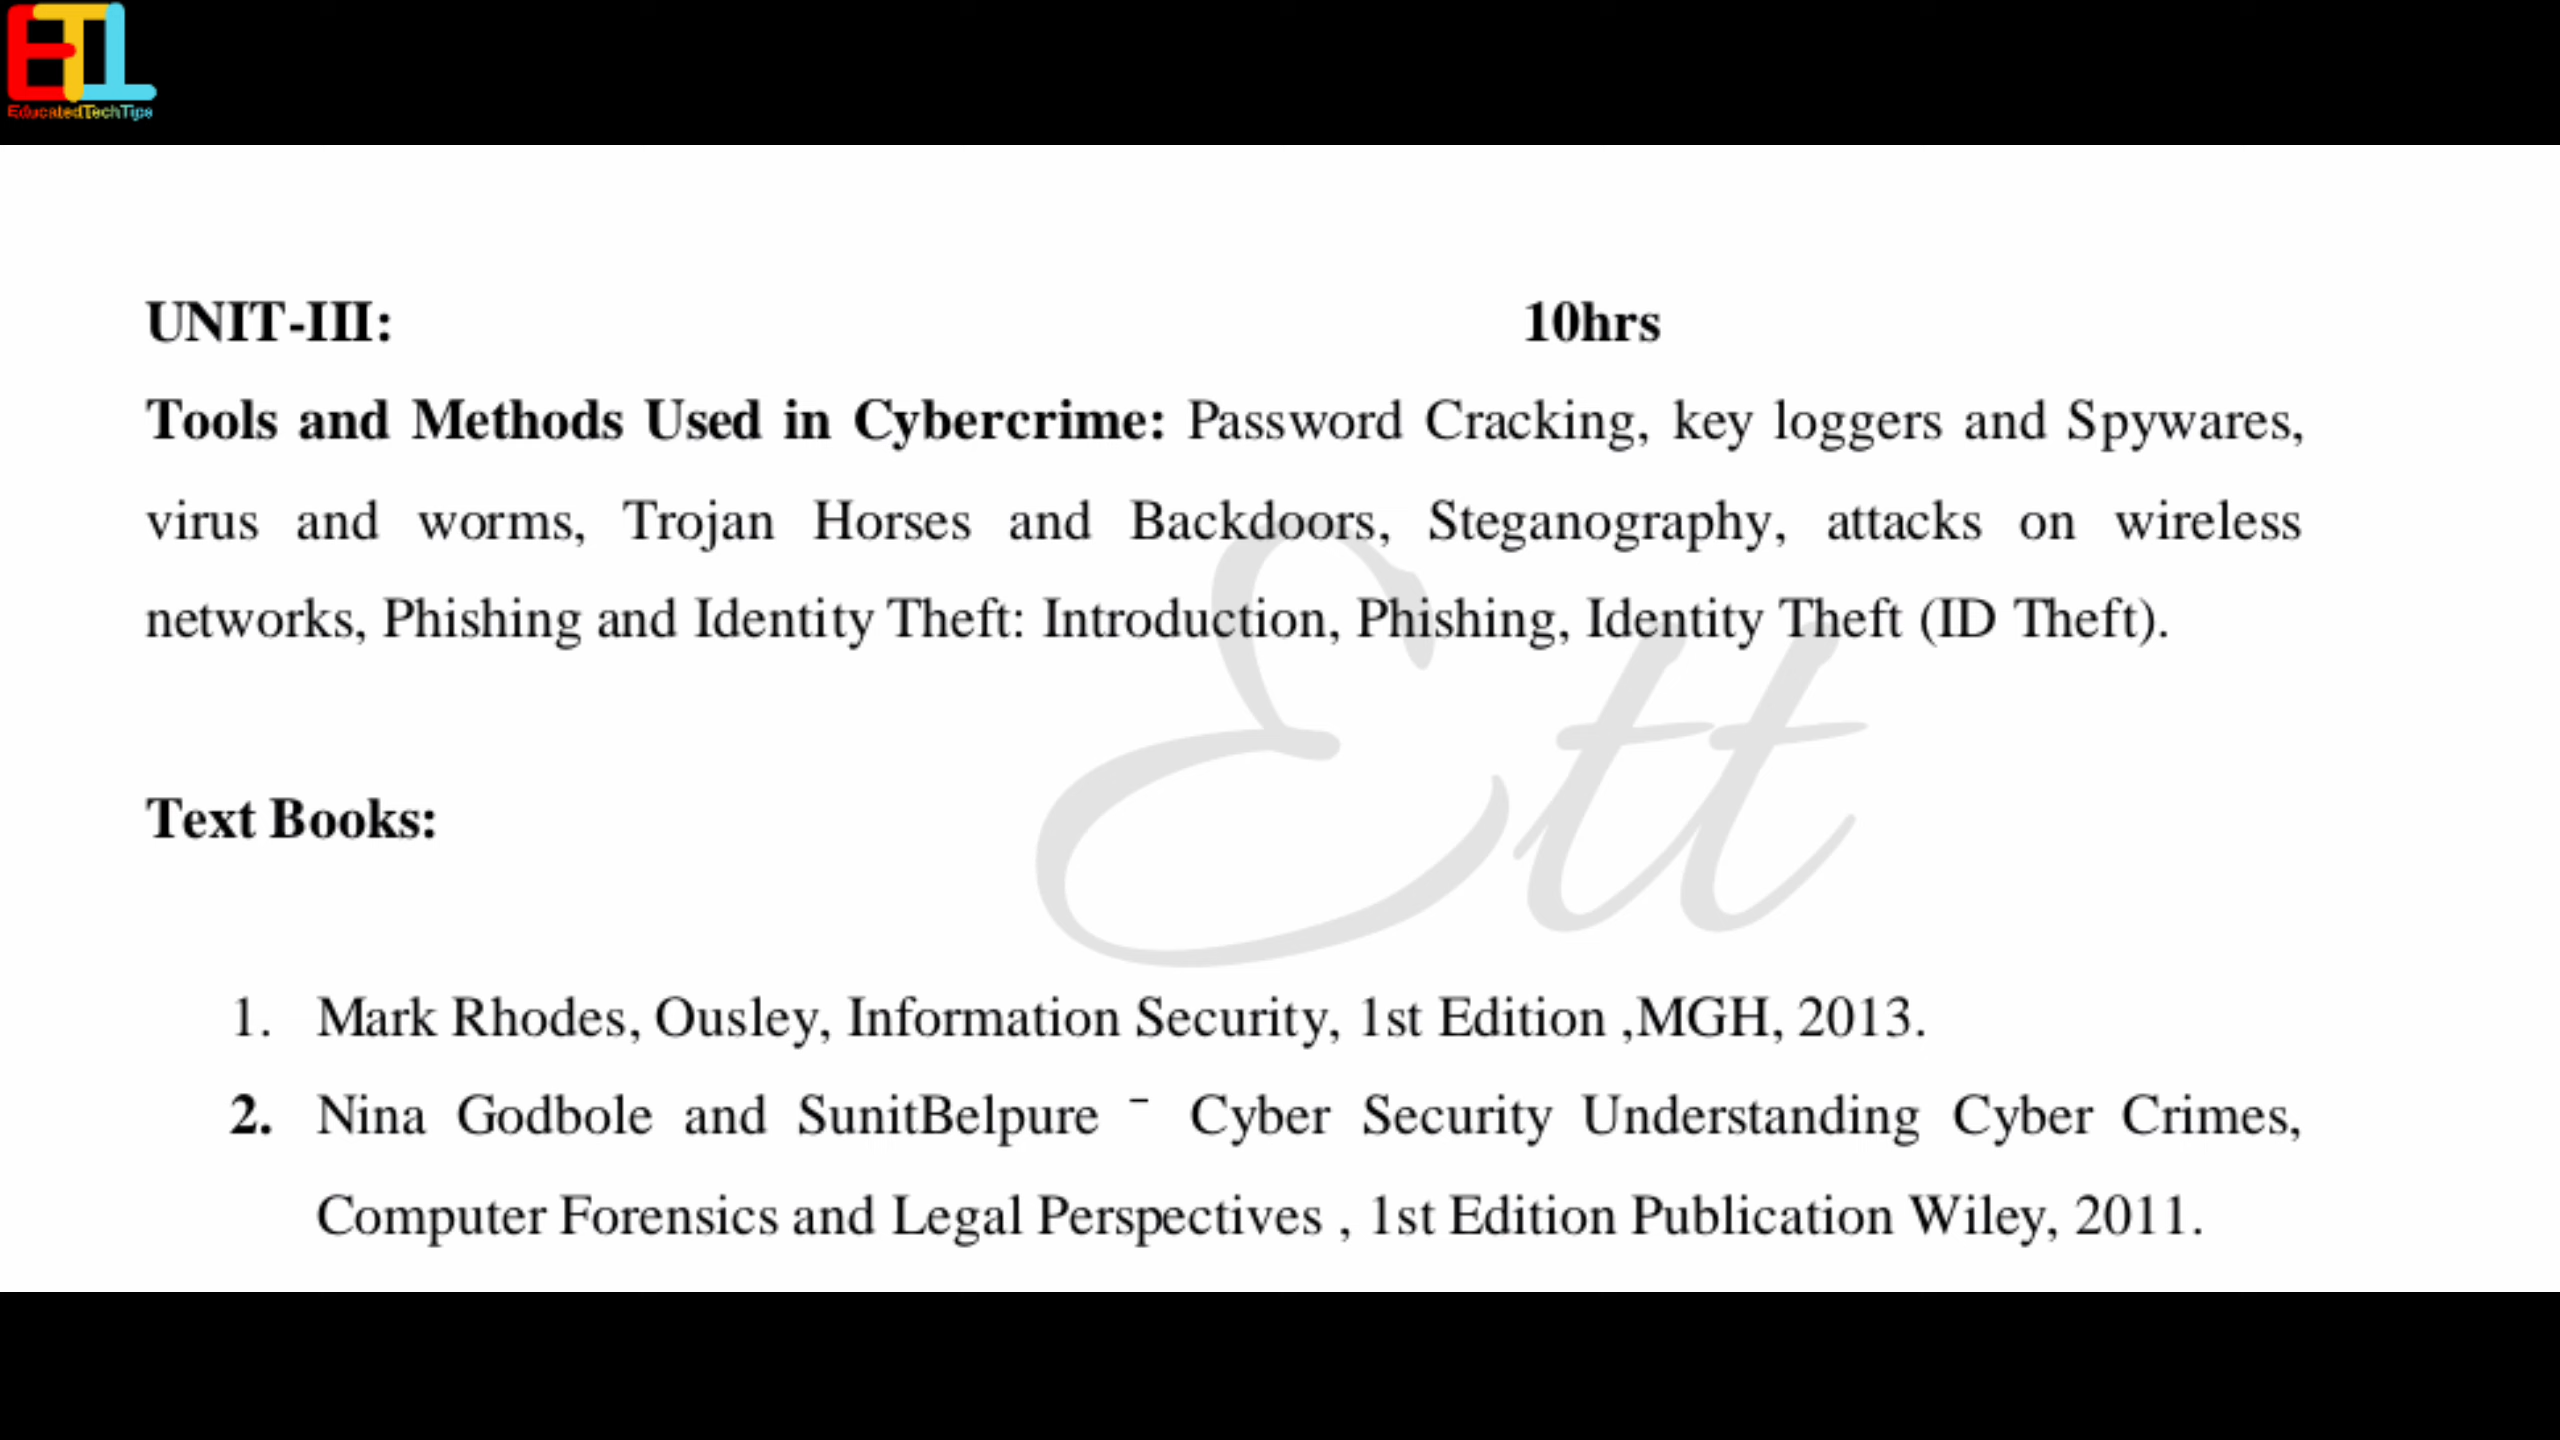 ETT
EducatedTechTips
UNIT-III: 10hrs
Tools and Methods Used in Cybercrime: Password Cracking, key loggers and Spywares,
virus and worms, Trojan Horses and Backdoors, Steganography, attacks on wireless
networks, Phishing and Identity Theft: Introduction, Phishing, Identity Theft (ID Theft).
Ett
Text Books:
1. Mark Rhodes, Ousley, Information Security, 1st Edition ,MGH, 2013.
2. Nina Godbole and SunitBelpure ‾ Cyber Security Understanding Cyber Crimes,
Computer Forensics and Legal Perspectives , 1st Edition Publication Wiley, 2011.